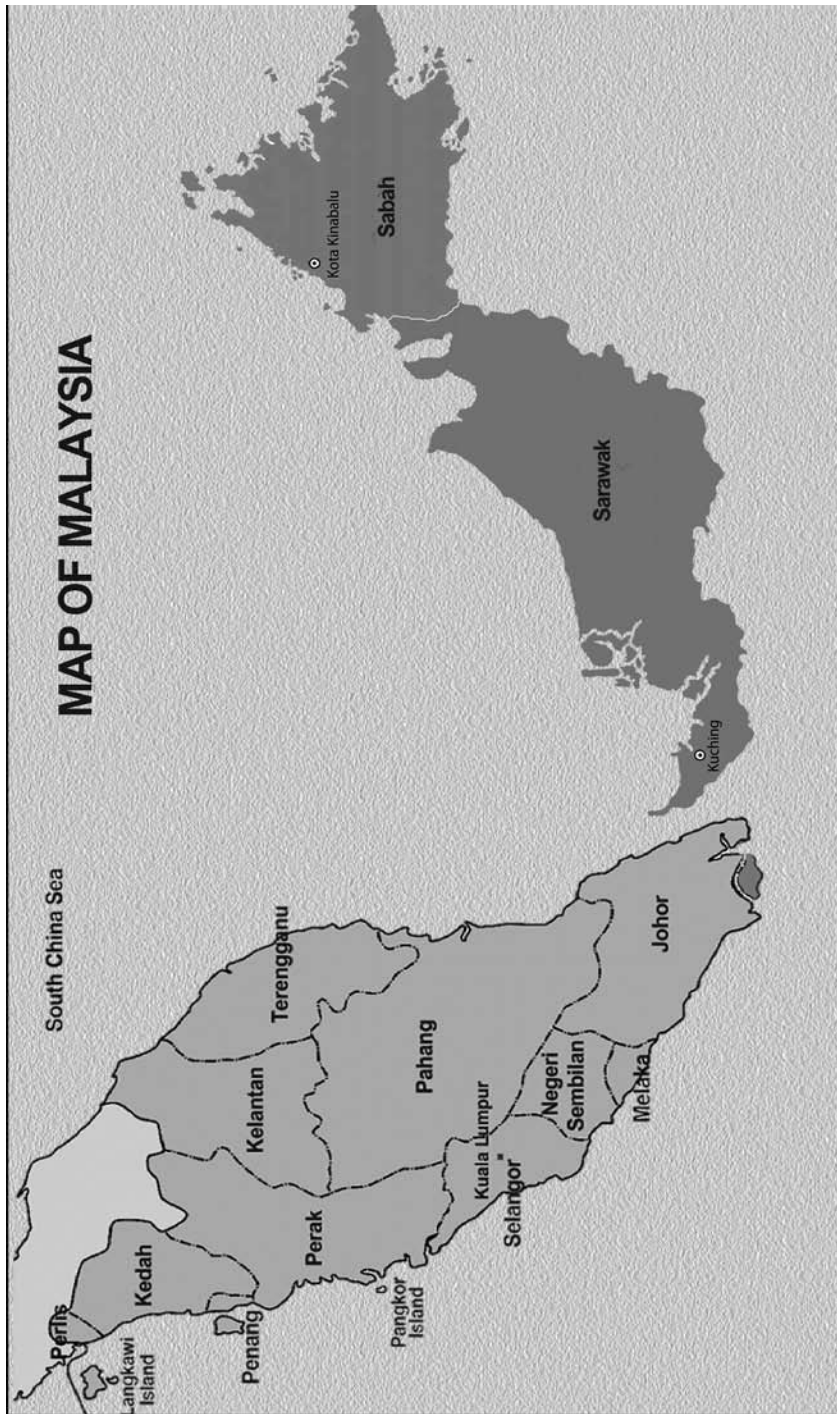 MAP OF MALAYSIA
South China Sea
Perlis
Langkawi
Island
Kedah
Penang
Perak
Pangkor
Island
Kelantan
Terengganu
Pahang
Kuala Lumpur
Selangor
Negeri
Sembilan
Melaka
Johor
Kuching
Sarawak
Kota Kinabalu
Sabah